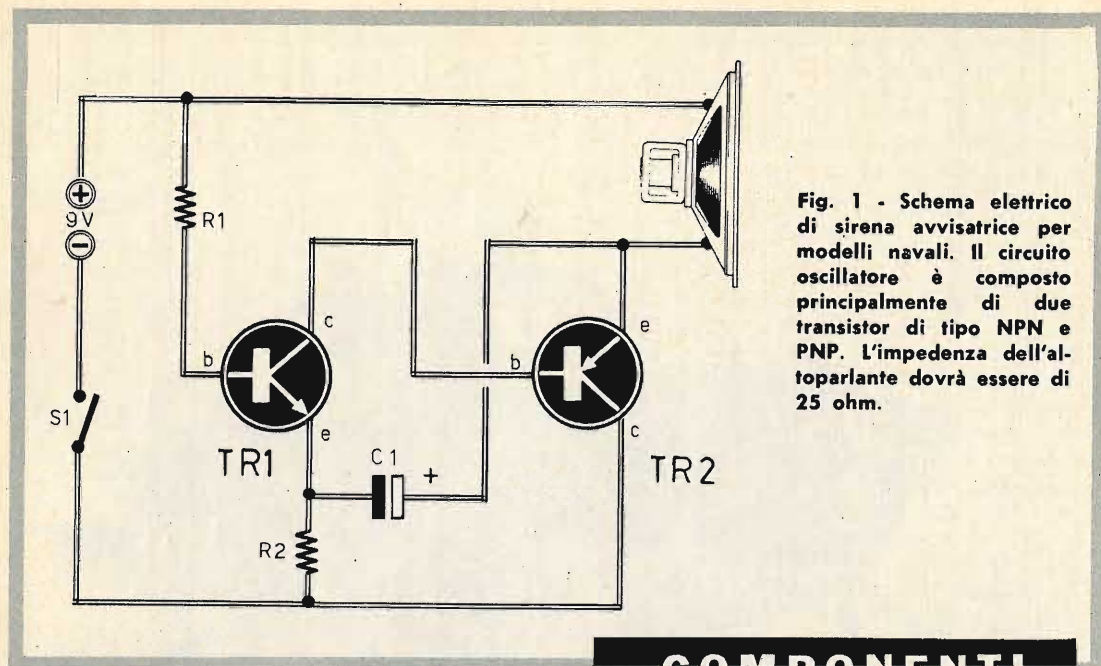 +
9V
−
R1
S1
b
c
e
TR1
R2
C1
+
b
e
c
TR2
Fig. 1 - Schema elettrico
di sirena avvisatrice per
modelli navali. Il circuito
oscillatore è composto
principalmente di due
transistor di tipo NPN e
PNP. L'impedenza dell'al-
toparlante dovrà essere di
25 ohm.
COMPONENTI